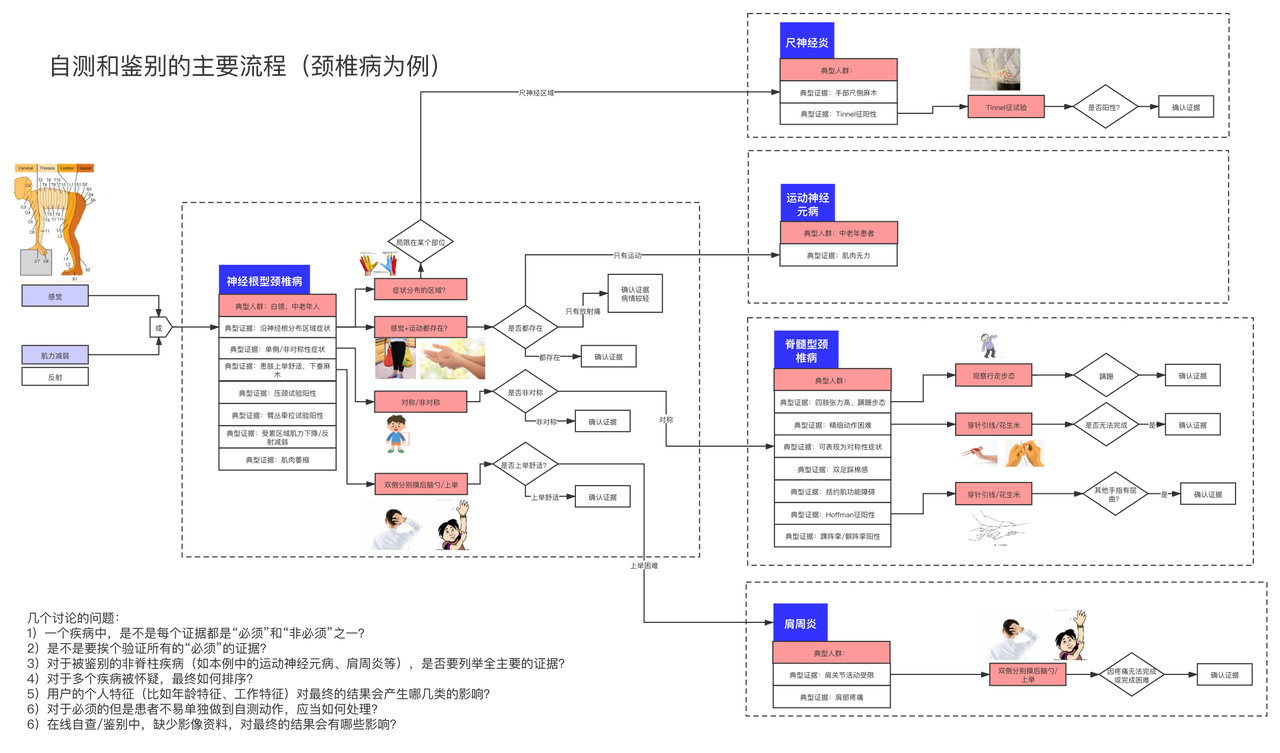 自测和鉴别的主要流程（颈椎病为例）
Cervical
Thoracic
Lumbar
Sacral
感觉
肌力减弱
反射
或
神经根型颈椎病
典型人群：白领、中老年人
典型证据：沿神经根分布区域症状
典型证据：单侧/非对称性症状
典型证据：患肢上举舒适、下垂麻
木
典型证据：压颈试验阳性
典型证据：臂丛牵拉试验阳性
典型证据：受累区域肌力下降/反
射减弱
典型证据：肌肉萎缩
局限在某个部位
症状分布的区域？
感觉+运动都存在？
对称/非对称
双侧分别摸后脑勺/上举
是否都存在
只有放射痛
确认证据
病情较轻
都存在
确认证据
是否非对称
非对称
确认证据
是否上举舒适？
上举舒适
确认证据
尺神经区域
只有运动
对称
上举困难
尺神经炎
典型人群：
典型证据：手部尺侧麻木
典型证据：Tinnel征阳性
Tinnel征试验
是否阳性？
确认证据
运动神经
元病
典型人群：中老年患者
典型证据：肌肉无力
脊髓型颈
椎病
典型人群：
典型证据：四肢张力高、蹒跚步态
典型证据：精细动作困难
典型证据：可表现为对称性症状
典型证据：双足踩棉感
典型证据：括约肌功能障碍
典型证据：Hoffman征阳性
典型证据：踝阵挛/髌阵挛阳性
观察行走步态
蹒跚
确认证据
穿针引线/花生米
是否无法完成
是
确认证据
穿针引线/花生米
其他手指有屈
曲？
是
确认证据
肩周炎
典型人群：
典型证据：肩关节活动受限
典型证据：肩部疼痛
双侧分别摸后脑勺/
上举
因疼痛无法完成
或完成困难
确认证据
几个讨论的问题：
1）一个疾病中，是不是每个证据都是“必须”和“非必须”之一？
2）是不是要挨个验证所有的“必须”的证据？
3）对于被鉴别的非脊柱疾病（如本例中的运动神经元病、肩周炎等），是否要列举全主要的证据？
4）对于多个疾病被怀疑，最终如何排序？
5）用户的个人特征（比如年龄特征、工作特征）对最终的结果会产生哪几类的影响？
6）对于必须的但是患者不易单独做到自测动作，应当如何处理？
6）在线自查/鉴别中，缺少影像资料，对最终的结果会有哪些影响？